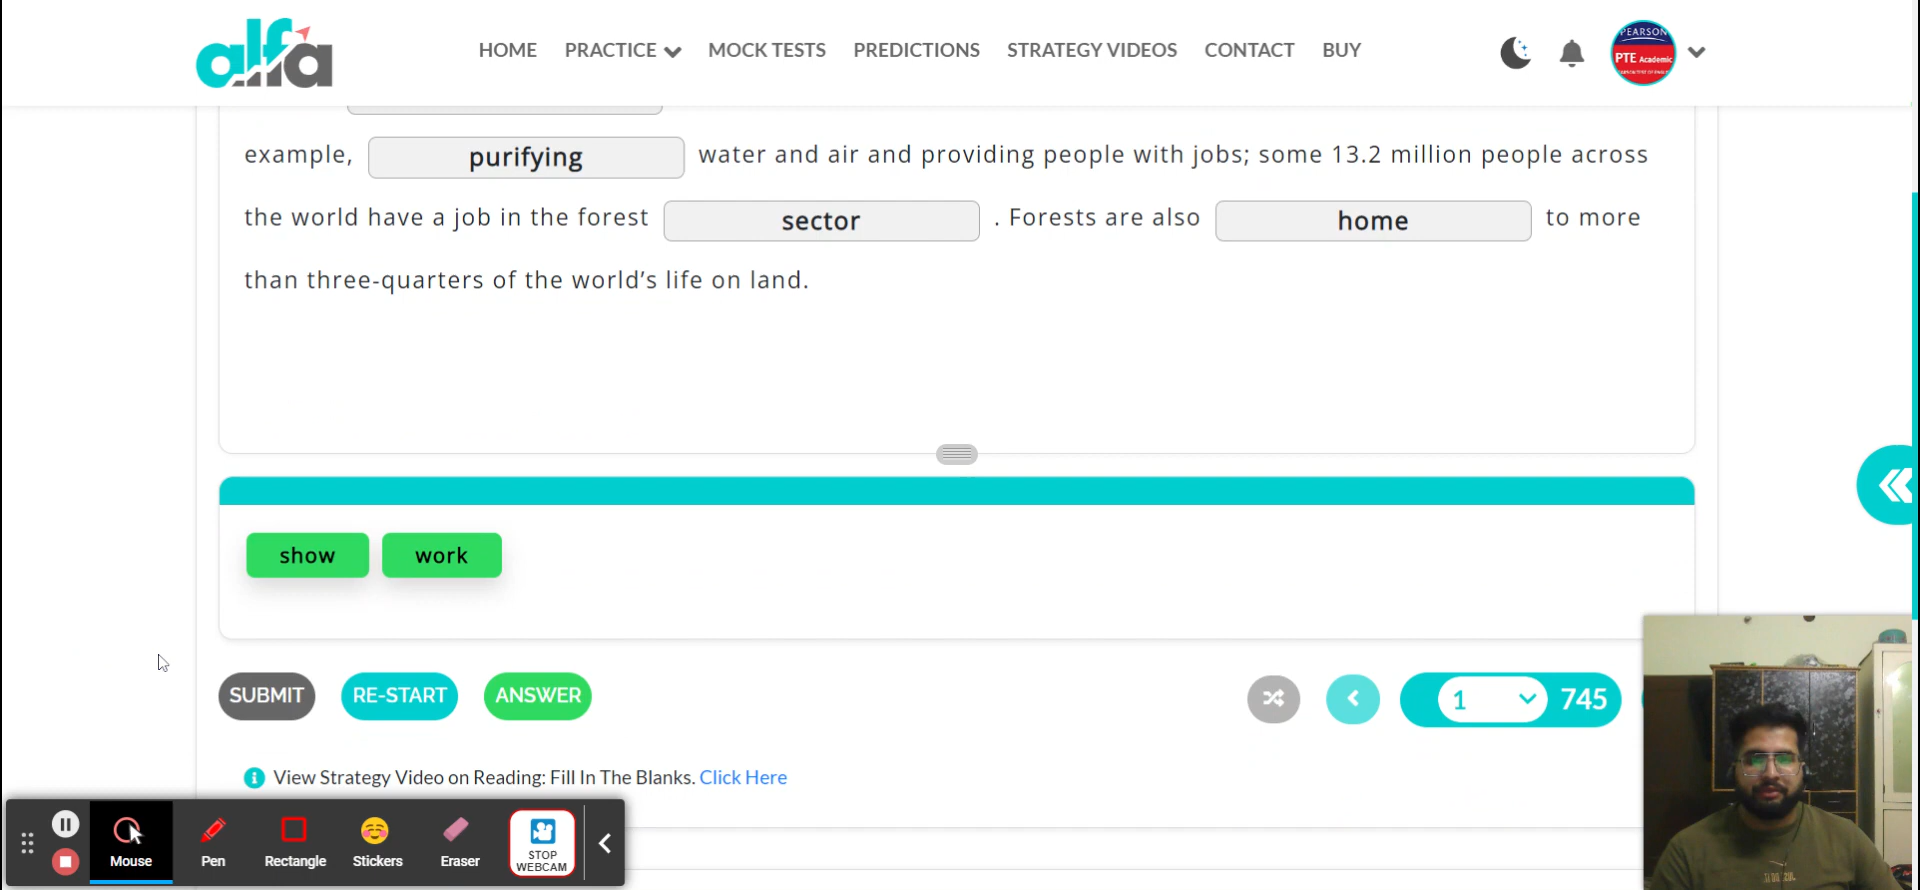 alfa
HOME PRACTICE MOCK TESTS PREDICTIONS STRATEGY VIDEOS CONTACT BUY
PEARSON
PTE Academic
example, purifying water and air and providing people with jobs; some 13.2 million people across
the world have a job in the forest sector . Forests are also home to more
than three-quarters of the world’s life on land.
show work
SUBMIT RE-START ANSWER 1 745
View Strategy Video on Reading: Fill In The Blanks. Click Here
Mouse Pen Rectangle Stickers Eraser STOP
WEBCAM